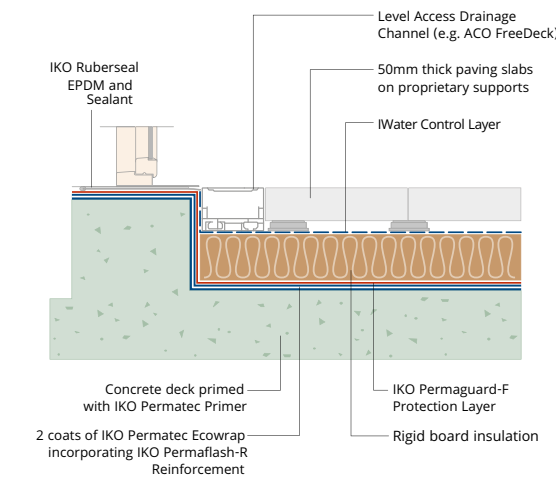 Level Access Drainage
Channel (e.g. ACO FreeDeck)
IKO Ruberseal
EPDM and
Sealant
50mm thick paving slabs
on proprietary supports
IWater Control Layer
Concrete deck primed
with IKO Permatec Primer
IKO Permaguard-F
Protection Layer
2 coats of IKO Permatec Ecowrap
incorporating IKO Permaflash-R
Reinforcement
Rigid board insulation